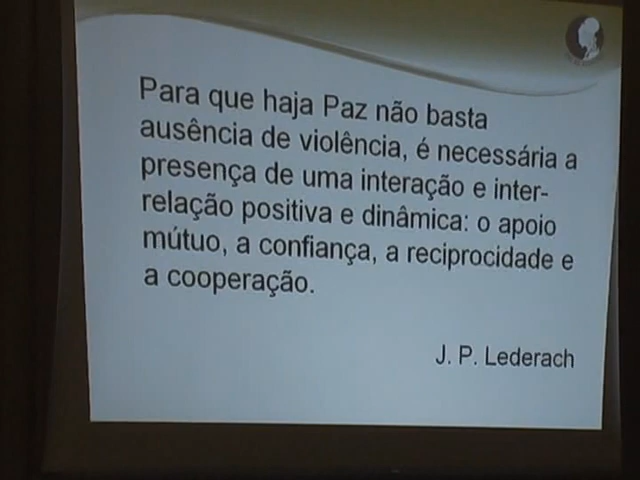 Para que haja Paz não basta
ausência de violência, é necessária a
presença de uma interação e inter-
relação positiva e dinâmica: o apoio
mútuo, a confiança, a reciprocidade e
a cooperação.
J. P. Lederach